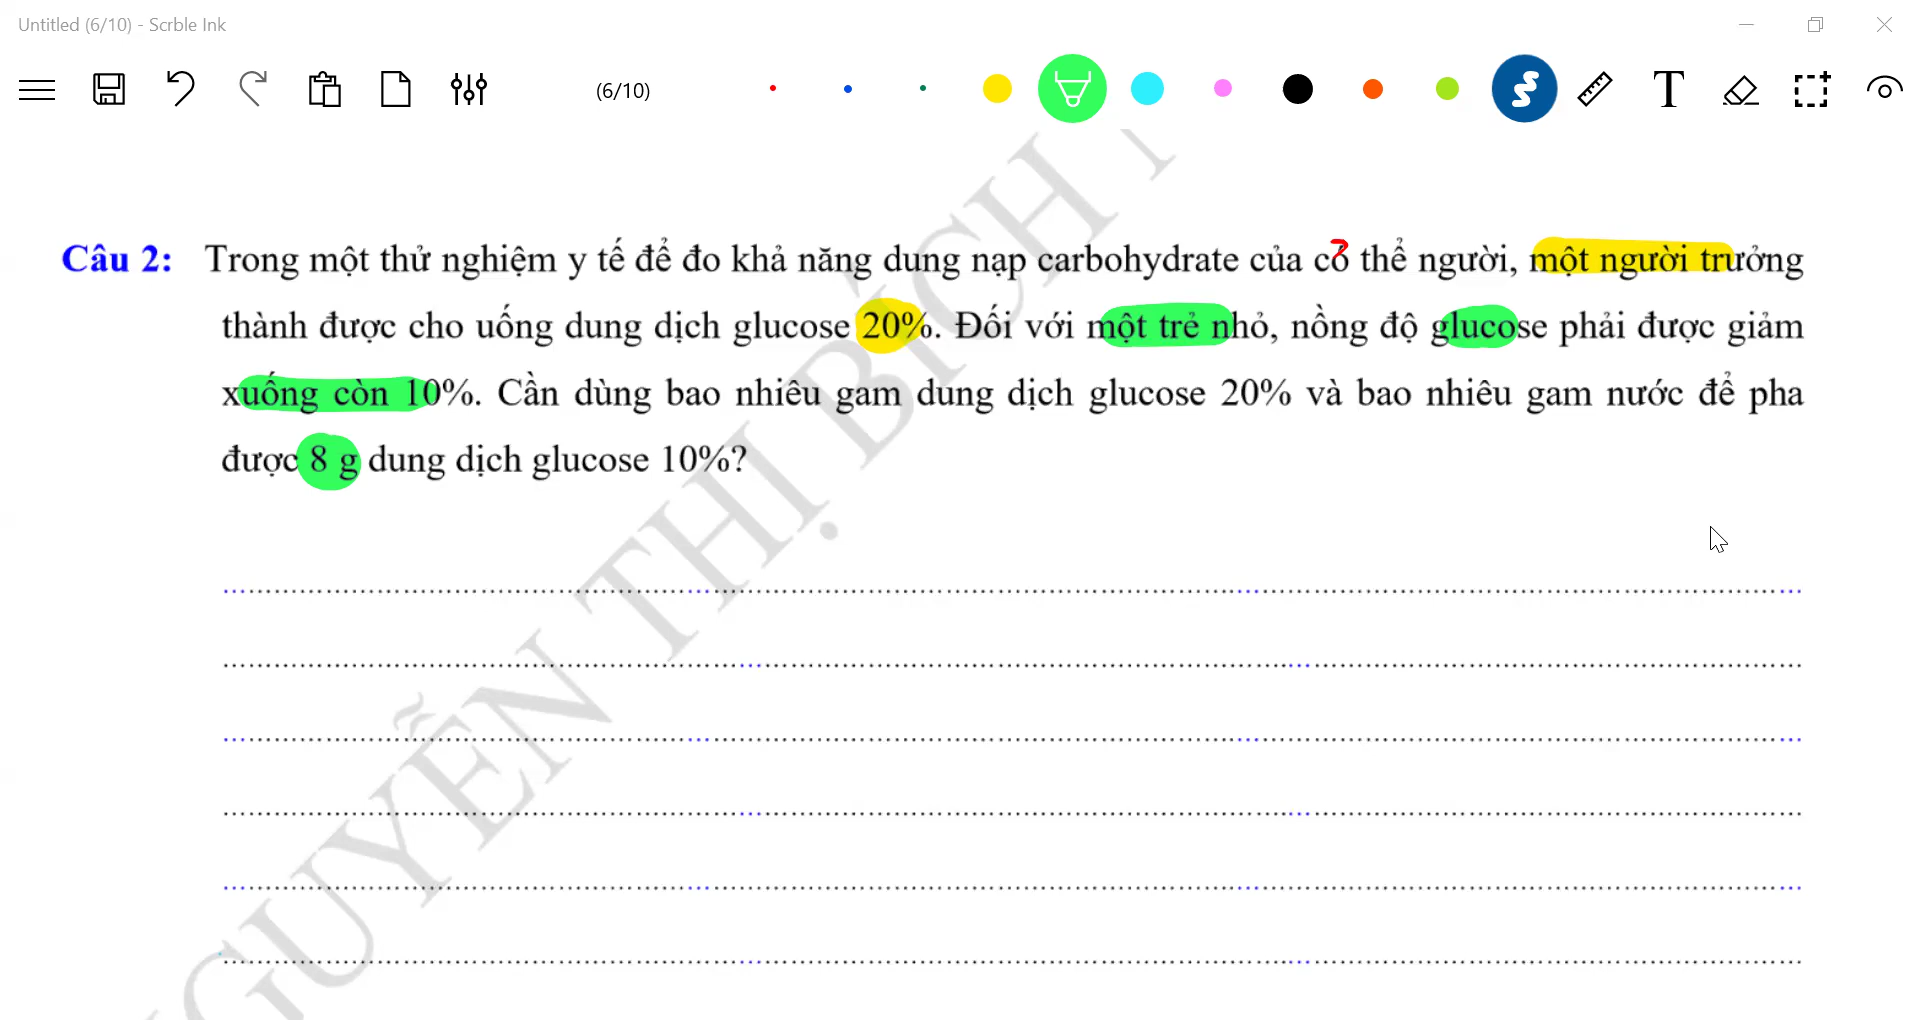 Untitled (6/10) - Scrble Ink
(6/10)
T
Câu 2: Trong một thử nghiệm y tế để đo khả năng dung nạp carbohydrate của cơ thể người, một người trưởng
thành được cho uống dung dịch glucose 20%. Đối với một trẻ nhỏ, nồng độ glucose phải được giảm
xuống còn 10%. Cần dùng bao nhiêu gam dung dịch glucose 20% và bao nhiêu gam nước để pha
được 8 g dung dịch glucose 10%?
NGUYỄN THỊ BÍCH